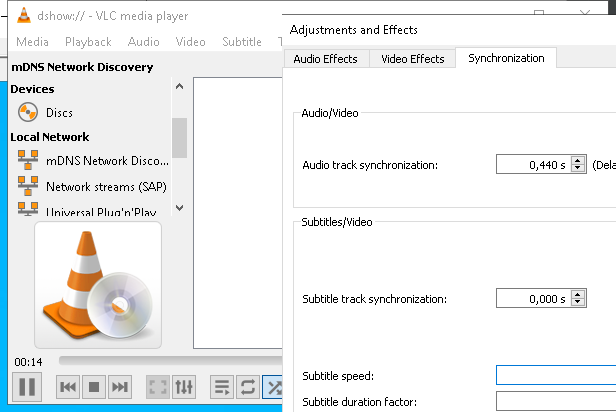 dshow:// - VLC media player
Media Playback Audio Video Subtitle
mDNS Network Discovery
Devices
Discs
Local Network
mDNS Network Disco...
Network streams (SAP)
Universal Plug'n'Play
00:14
Adjustments and Effects
Audio Effects Video Effects Synchronization
Audio/Video
Audio track synchronization: 0,440 s (Dela
Subtitles/Video
Subtitle track synchronization: 0,000 s
Subtitle speed:
Subtitle duration factor: